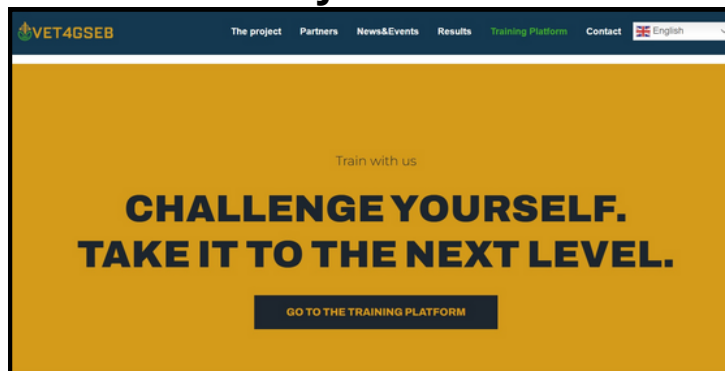 VET4GSEB
The project Partners News&Events Results Training Platform Contact English
Train with us
CHALLENGE YOURSELF.
TAKE IT TO THE NEXT LEVEL.
GO TO THE TRAINING PLATFORM